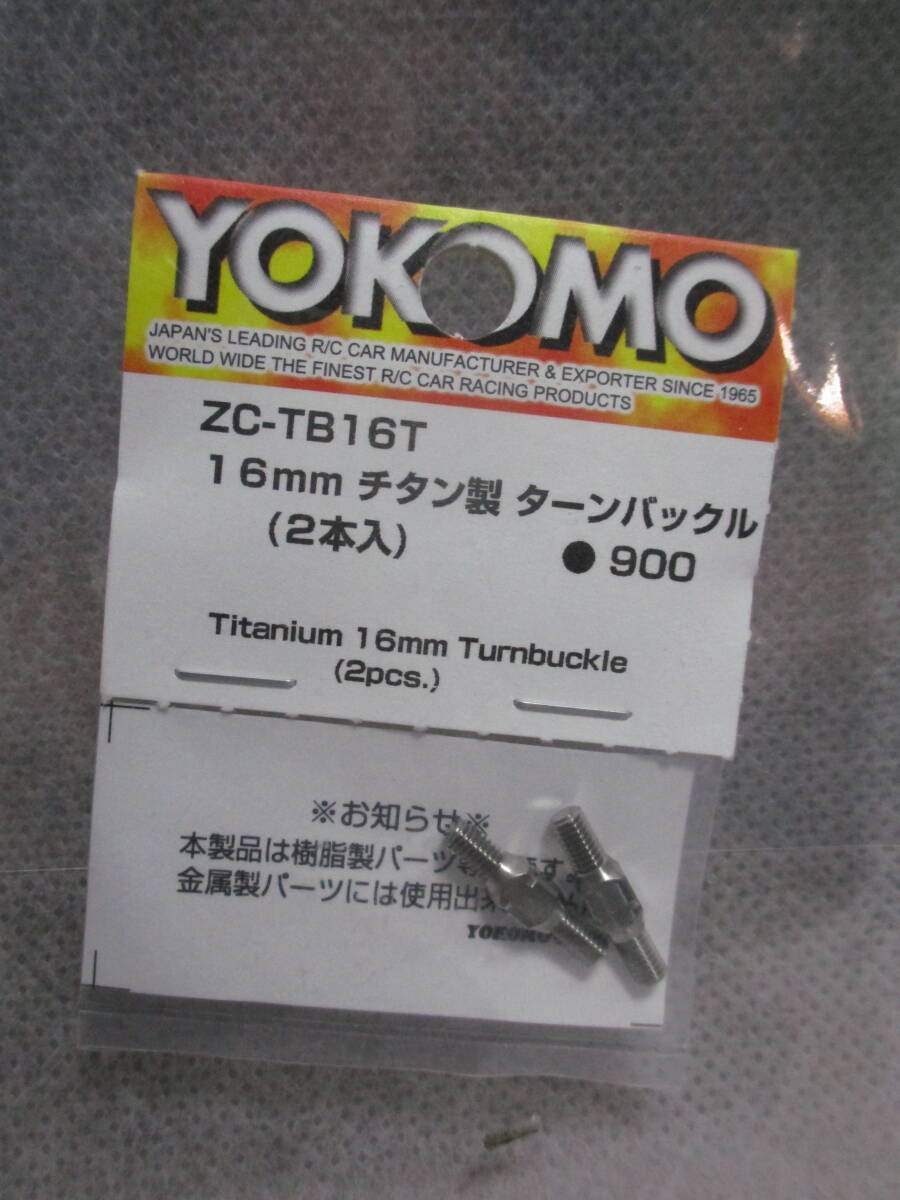 YOKOMO
JAPAN'S LEADING R/C CAR MANUFACTURER & EXPORTER SINCE 1965
WORLD WIDE THE FINEST R/C CAR RACING PRODUCTS
ZC-TB16T
16mm チタン製 ターンバックル
(2本入) ● 900
Titanium 16mm Turnbuckle
(2pcs.)
※お知らせ※
本製品は樹脂製パーツ
金属製パーツには使用出
YOKOMO